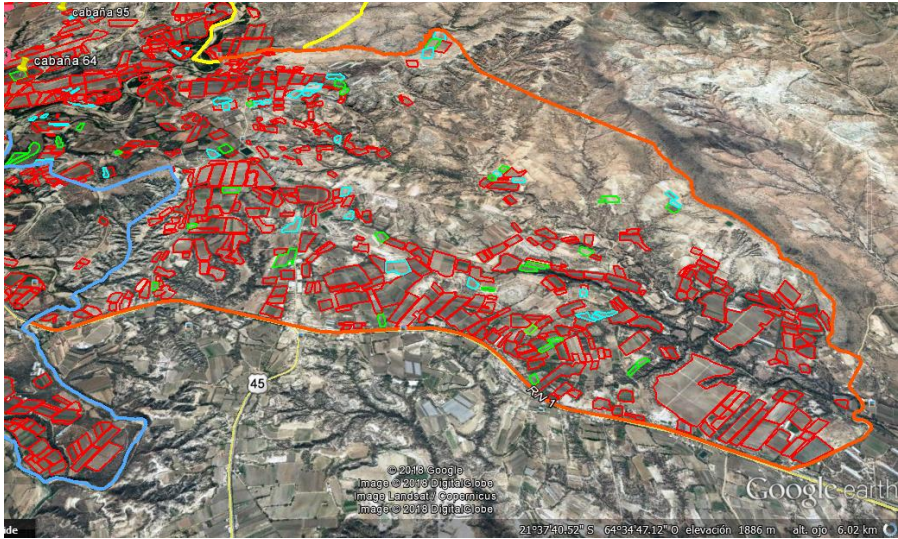 cabaña 95
cabaña 64
45
RN 1
© 2018 Google
Image © 2018 DigitalGlobe
Image Landsat / Copernicus
Image © 2018 DigitalGlobe
Google earth
ide
21°37'40.52" S 64°34'47.12" O elevación 1886 m alt. ojo 6.02 km